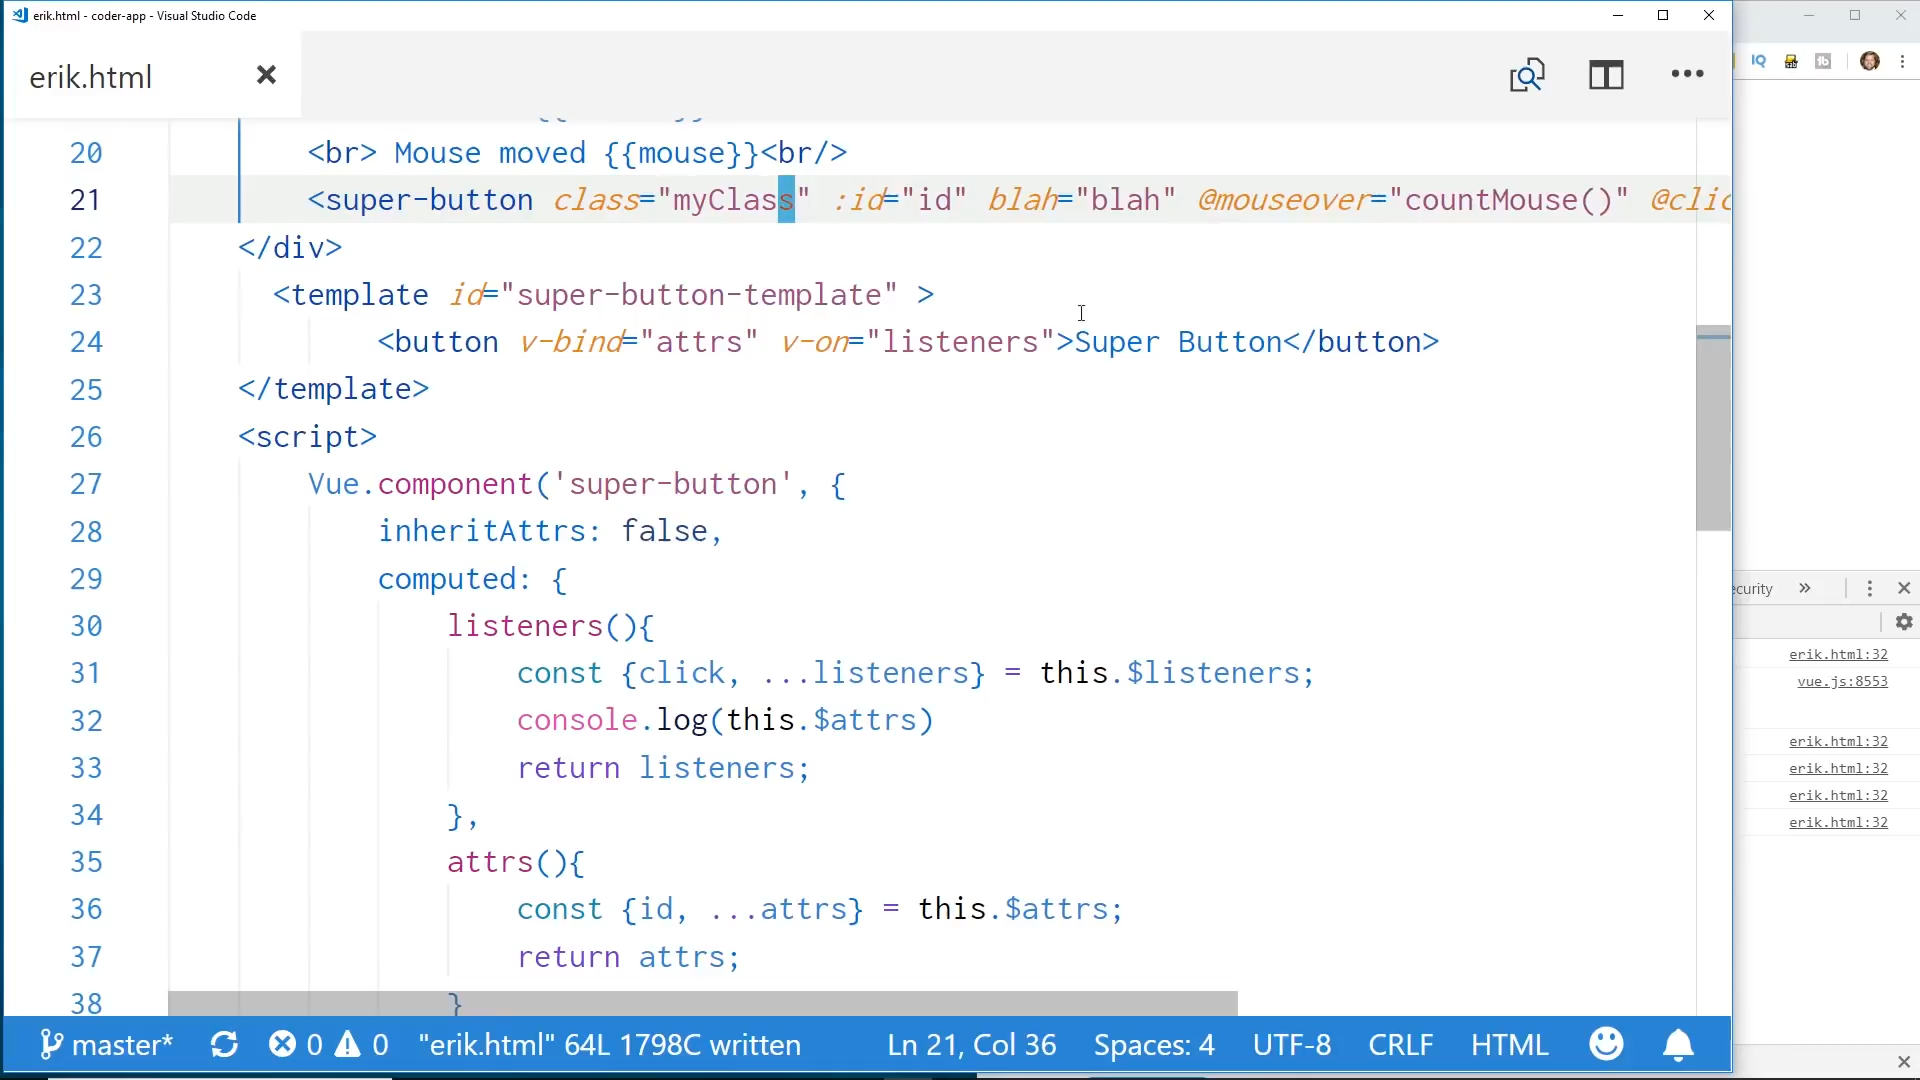 erik.html - coder-app - Visual Studio Code
erik.html
20 <br> Mouse moved {{mouse}}<br/>
21 <super-button class="myClass" :id="id" blah="blah" @mouseover="countMouse()" @clic
22 </div>
23 <template id="super-button-template" >
24 <button v-bind="attrs" v-on="listeners">Super Button</button>
25 </template>
26 <script>
27 Vue.component('super-button', {
28 inheritAttrs: false,
29 computed: {
30 listeners(){
31 const {click, ...listeners} = this.$listeners;
32 console.log(this.$attrs)
33 return listeners;
34 },
35 attrs(){
36 const {id, ...attrs} = this.$attrs;
37 return attrs;
38 }
master* 0 0 "erik.html" 64L 1798C written Ln 21, Col 36 Spaces: 4 UTF-8 CRLF HTML
IQ
ecurity »
erik.html:32
vue.js:8553
erik.html:32
erik.html:32
erik.html:32
erik.html:32